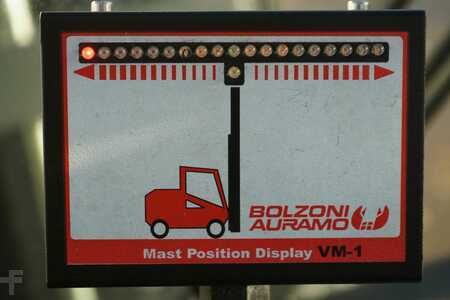 BOLZONI
AURAMO
Mast Position Display VM-1